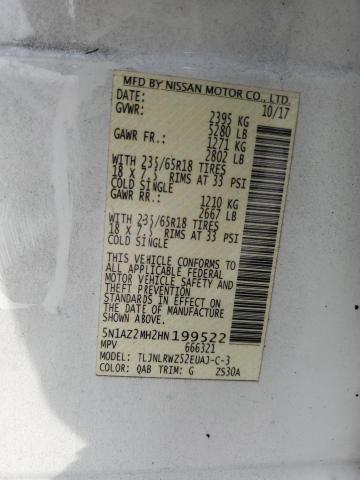 MFD BY NISSAN MOTOR CO., LTD.
DATE: 10/17
GVWR: 2395 KG
5280 LB
GAWR FR.: 1271 KG
2802 LB
WITH 235/65R18 TIRES
18 X 7.5 RIMS AT 33 PSI
COLD SINGLE
GAWR RR.: 1210 KG
2667 LB
WITH 235/65R18 TIRES
18 X 7.5 RIMS AT 33 PSI
COLD SINGLE
THIS VEHICLE CONFORMS TO
ALL APPLICABLE FEDERAL
MOTOR VEHICLE SAFETY
STANDARDS IN EFFECT ON
THE DATE OF MANUFACTURE
SHOWN ABOVE.
5N1AZ2MH2HN199522
MPV 666321
MODEL: TLJNLRWZ52EUAJ-C-3
COLOR: QAB TRIM: G ZS30A